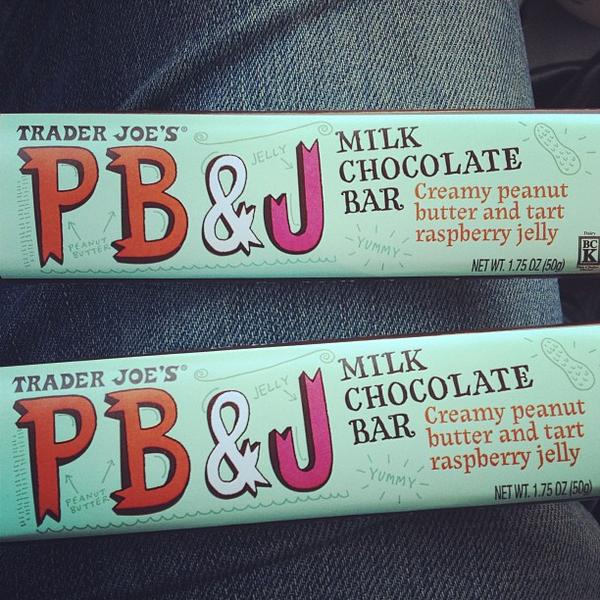 TRADER JOE'S®
PB&J
JELLY
PEANUT
BUTTER
MILK
CHOCOLATE
BAR
Creamy peanut
butter and tart
raspberry jelly
YUMMY
NET WT. 1.75 OZ (50g)
Dairy
BC
K
TRADER JOE'S®
PB&J
JELLY
PEANUT
BUTTER
MILK
CHOCOLATE
BAR
Creamy peanut
butter and tart
raspberry jelly
YUMMY
NET WT. 1.75 OZ (50g)